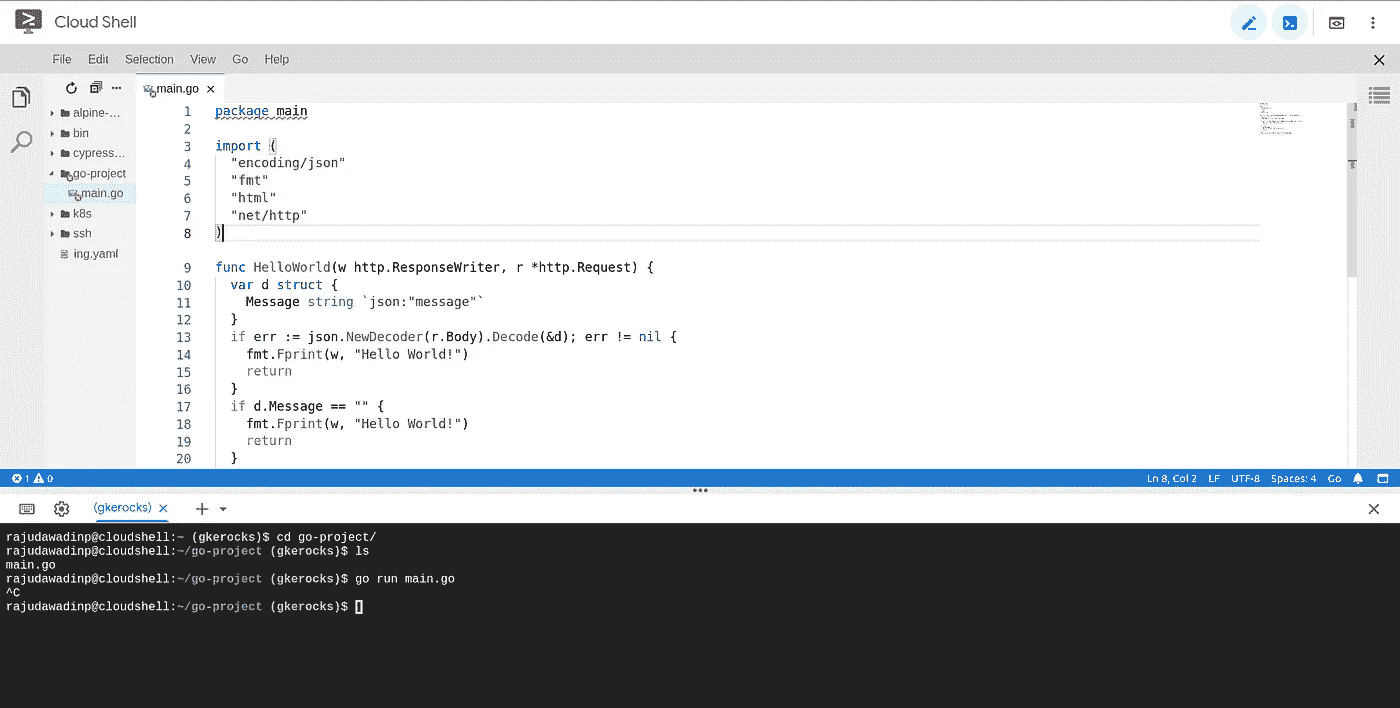 Cloud Shell
File Edit Selection View Go Help
main.go
alpine-...
bin
cypress...
go-project
main.go
k8s
ssh
ing.yaml
1 package main
2
3 import (
4 "encoding/json"
5 "fmt"
6 "html"
7 "net/http"
8 )
9 func HelloWorld(w http.ResponseWriter, r *http.Request) {
10 var d struct {
11 Message string `json:"message"`
12 }
13 if err := json.NewDecoder(r.Body).Decode(&d); err != nil {
14 fmt.Fprint(w, "Hello World!")
15 return
16 }
17 if d.Message == "" {
18 fmt.Fprint(w, "Hello World!")
19 return
20 }
1 0 Ln 8, Col 2 LF UTF-8 Spaces: 4 Go
(gkerocks)
rajudawadinp@cloudshell:~ (gkerocks)$ cd go-project/
rajudawadinp@cloudshell:~/go-project (gkerocks)$ ls
main.go
rajudawadinp@cloudshell:~/go-project (gkerocks)$ go run main.go
^C
rajudawadinp@cloudshell:~/go-project (gkerocks)$